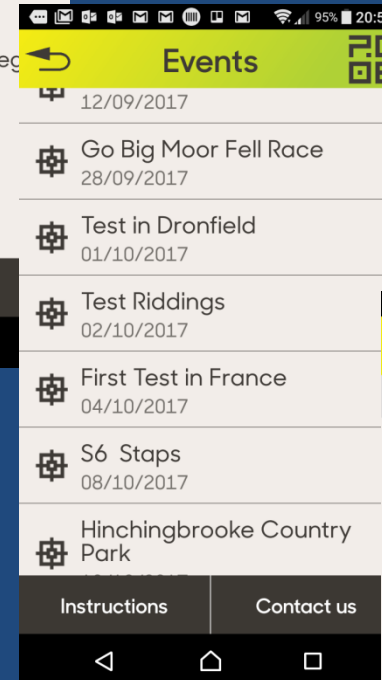 95% 20:5
eg
Events
12/09/2017
Go Big Moor Fell Race
28/09/2017
Test in Dronfield
01/10/2017
Test Riddings
02/10/2017
First Test in France
04/10/2017
S6 Staps
08/10/2017
Hinchingbrooke Country
Park
Instructions
Contact us